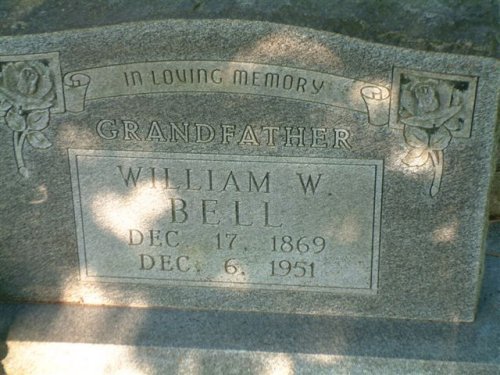 IN LOVING MEMORY
GRANDFATHER
WILLIAM W.
BELL
DEC. 17, 1869
DEC. 6, 1951